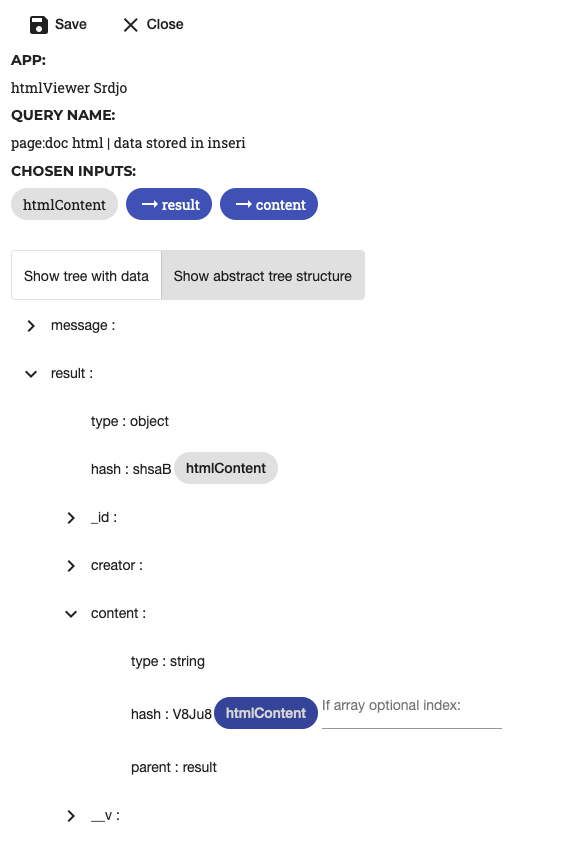 Save Close
APP:
htmlViewer Srdjo
QUERY NAME:
page:doc html | data stored in inseri
CHOSEN INPUTS:
htmlContent → result → content
Show tree with data Show abstract tree structure
message :
result :
type : object
hash : shsaB htmlContent
_id :
creator :
content :
type : string
hash : V8Ju8 htmlContent If array optional index:
parent : result
__v :